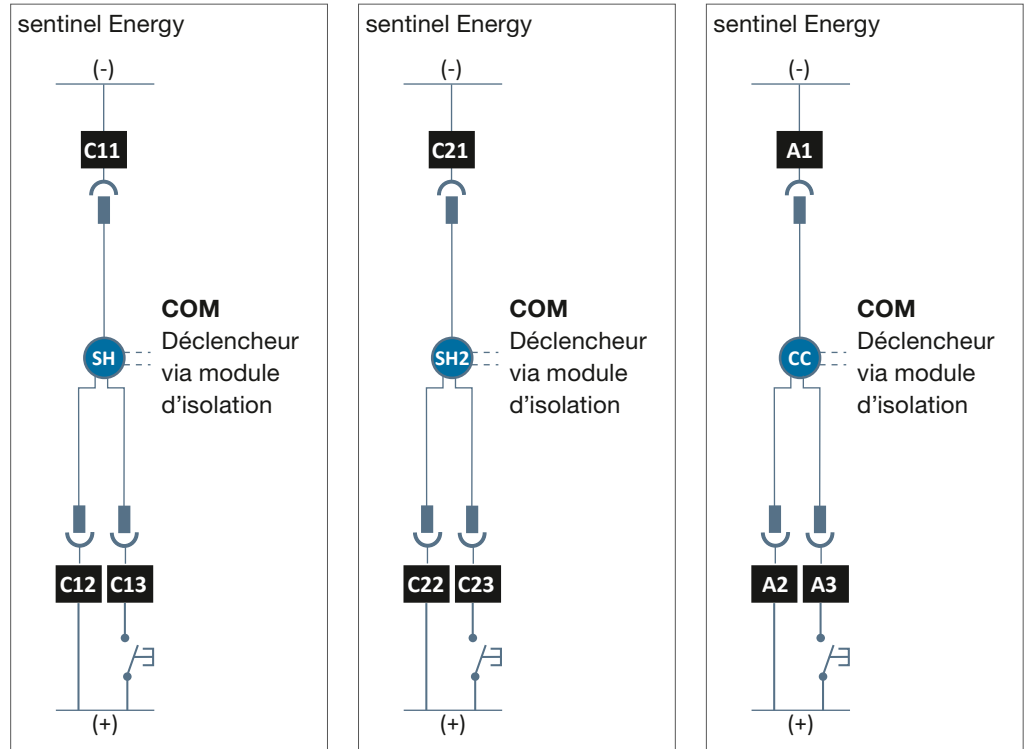 sentinel Energy
(-)
C11
COM
SH
Déclencheur
via module
d'isolation
C12 C13
(+)
sentinel Energy
(-)
C21
COM
SH2
Déclencheur
via module
d'isolation
C22 C23
(+)
sentinel Energy
(-)
A1
COM
CC
Déclencheur
via module
d'isolation
A2 A3
(+)